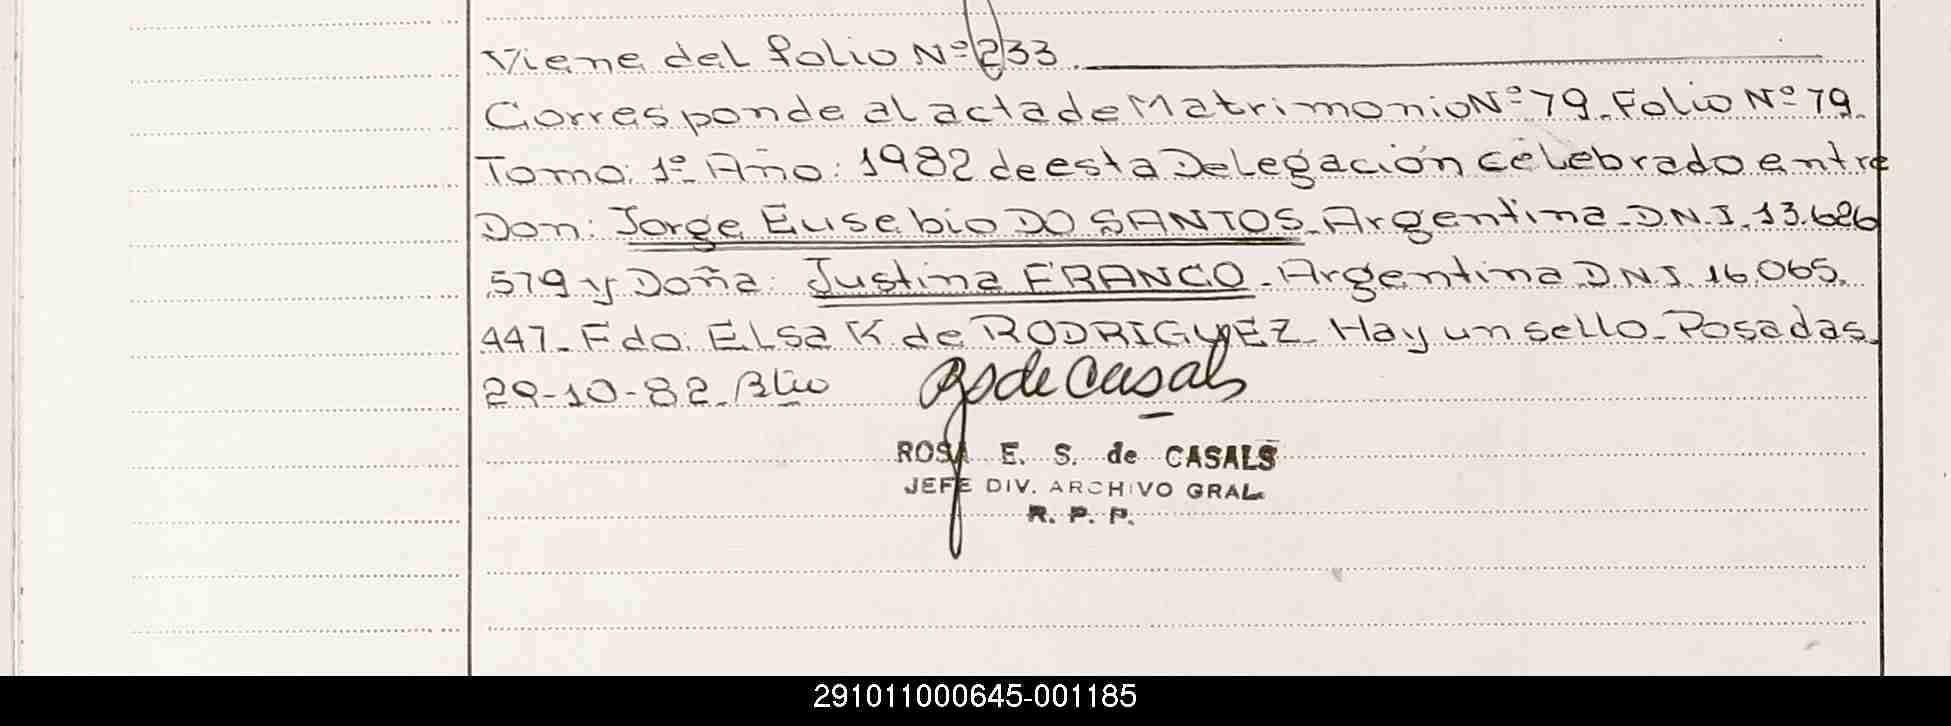 Viene del folio Nº 233.
Corresponde al acta de Matrimonio Nº 79. Folio Nº 79.
Tomo: 1º Año: 1982 de esta Delegación celebrado entre
Don: Jorge Eusebio DO SANTOS. Argentina. D.N.I. 13.626
.579 y Doña: Justina FRANCO. Argentina D.N.I. 16.065.
447. Fdo. Elsa K. de RODRIGUEZ. Hay un sello. Posadas.
29-10-82.
de Casals
ROSA E. S. de CASALS
JEFE DIV. ARCHIVO GRAL.
R. P. P.
291011000645-001185